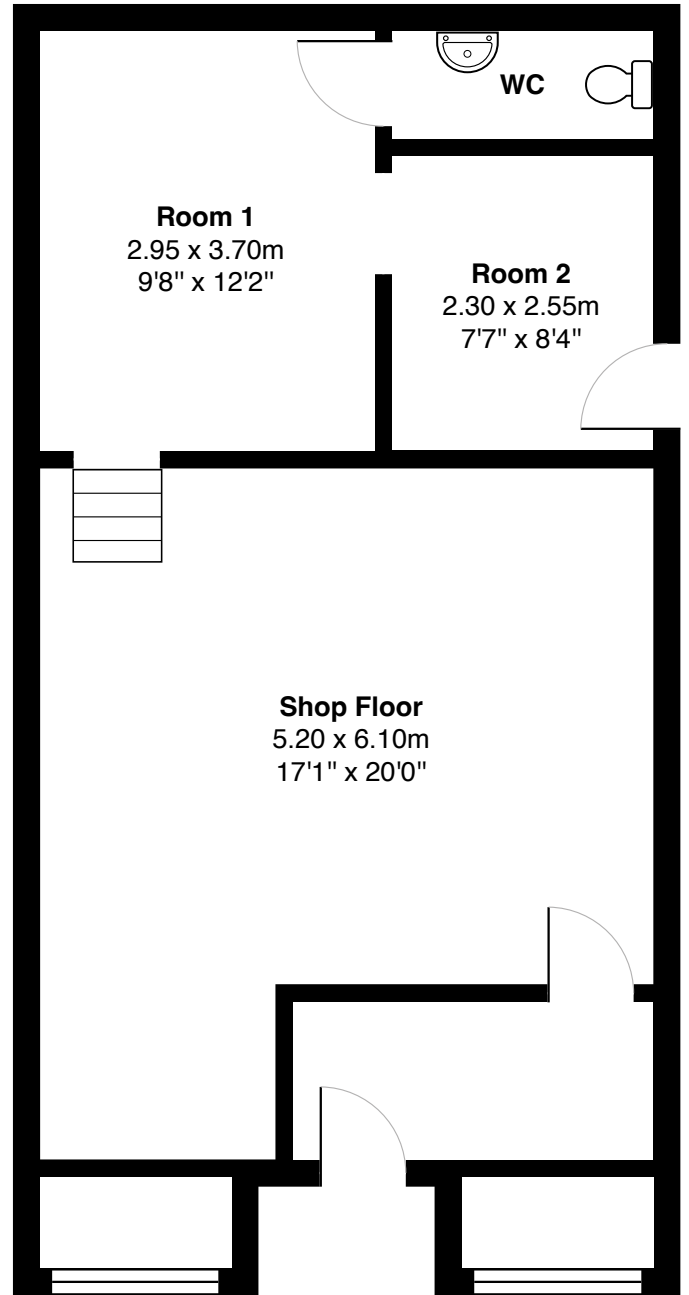 WC
Room 1
2.95 x 3.70m
9'8" x 12'2"
Room 2
2.30 x 2.55m
7'7" x 8'4"
Shop Floor
5.20 x 6.10m
17'1" x 20'0"